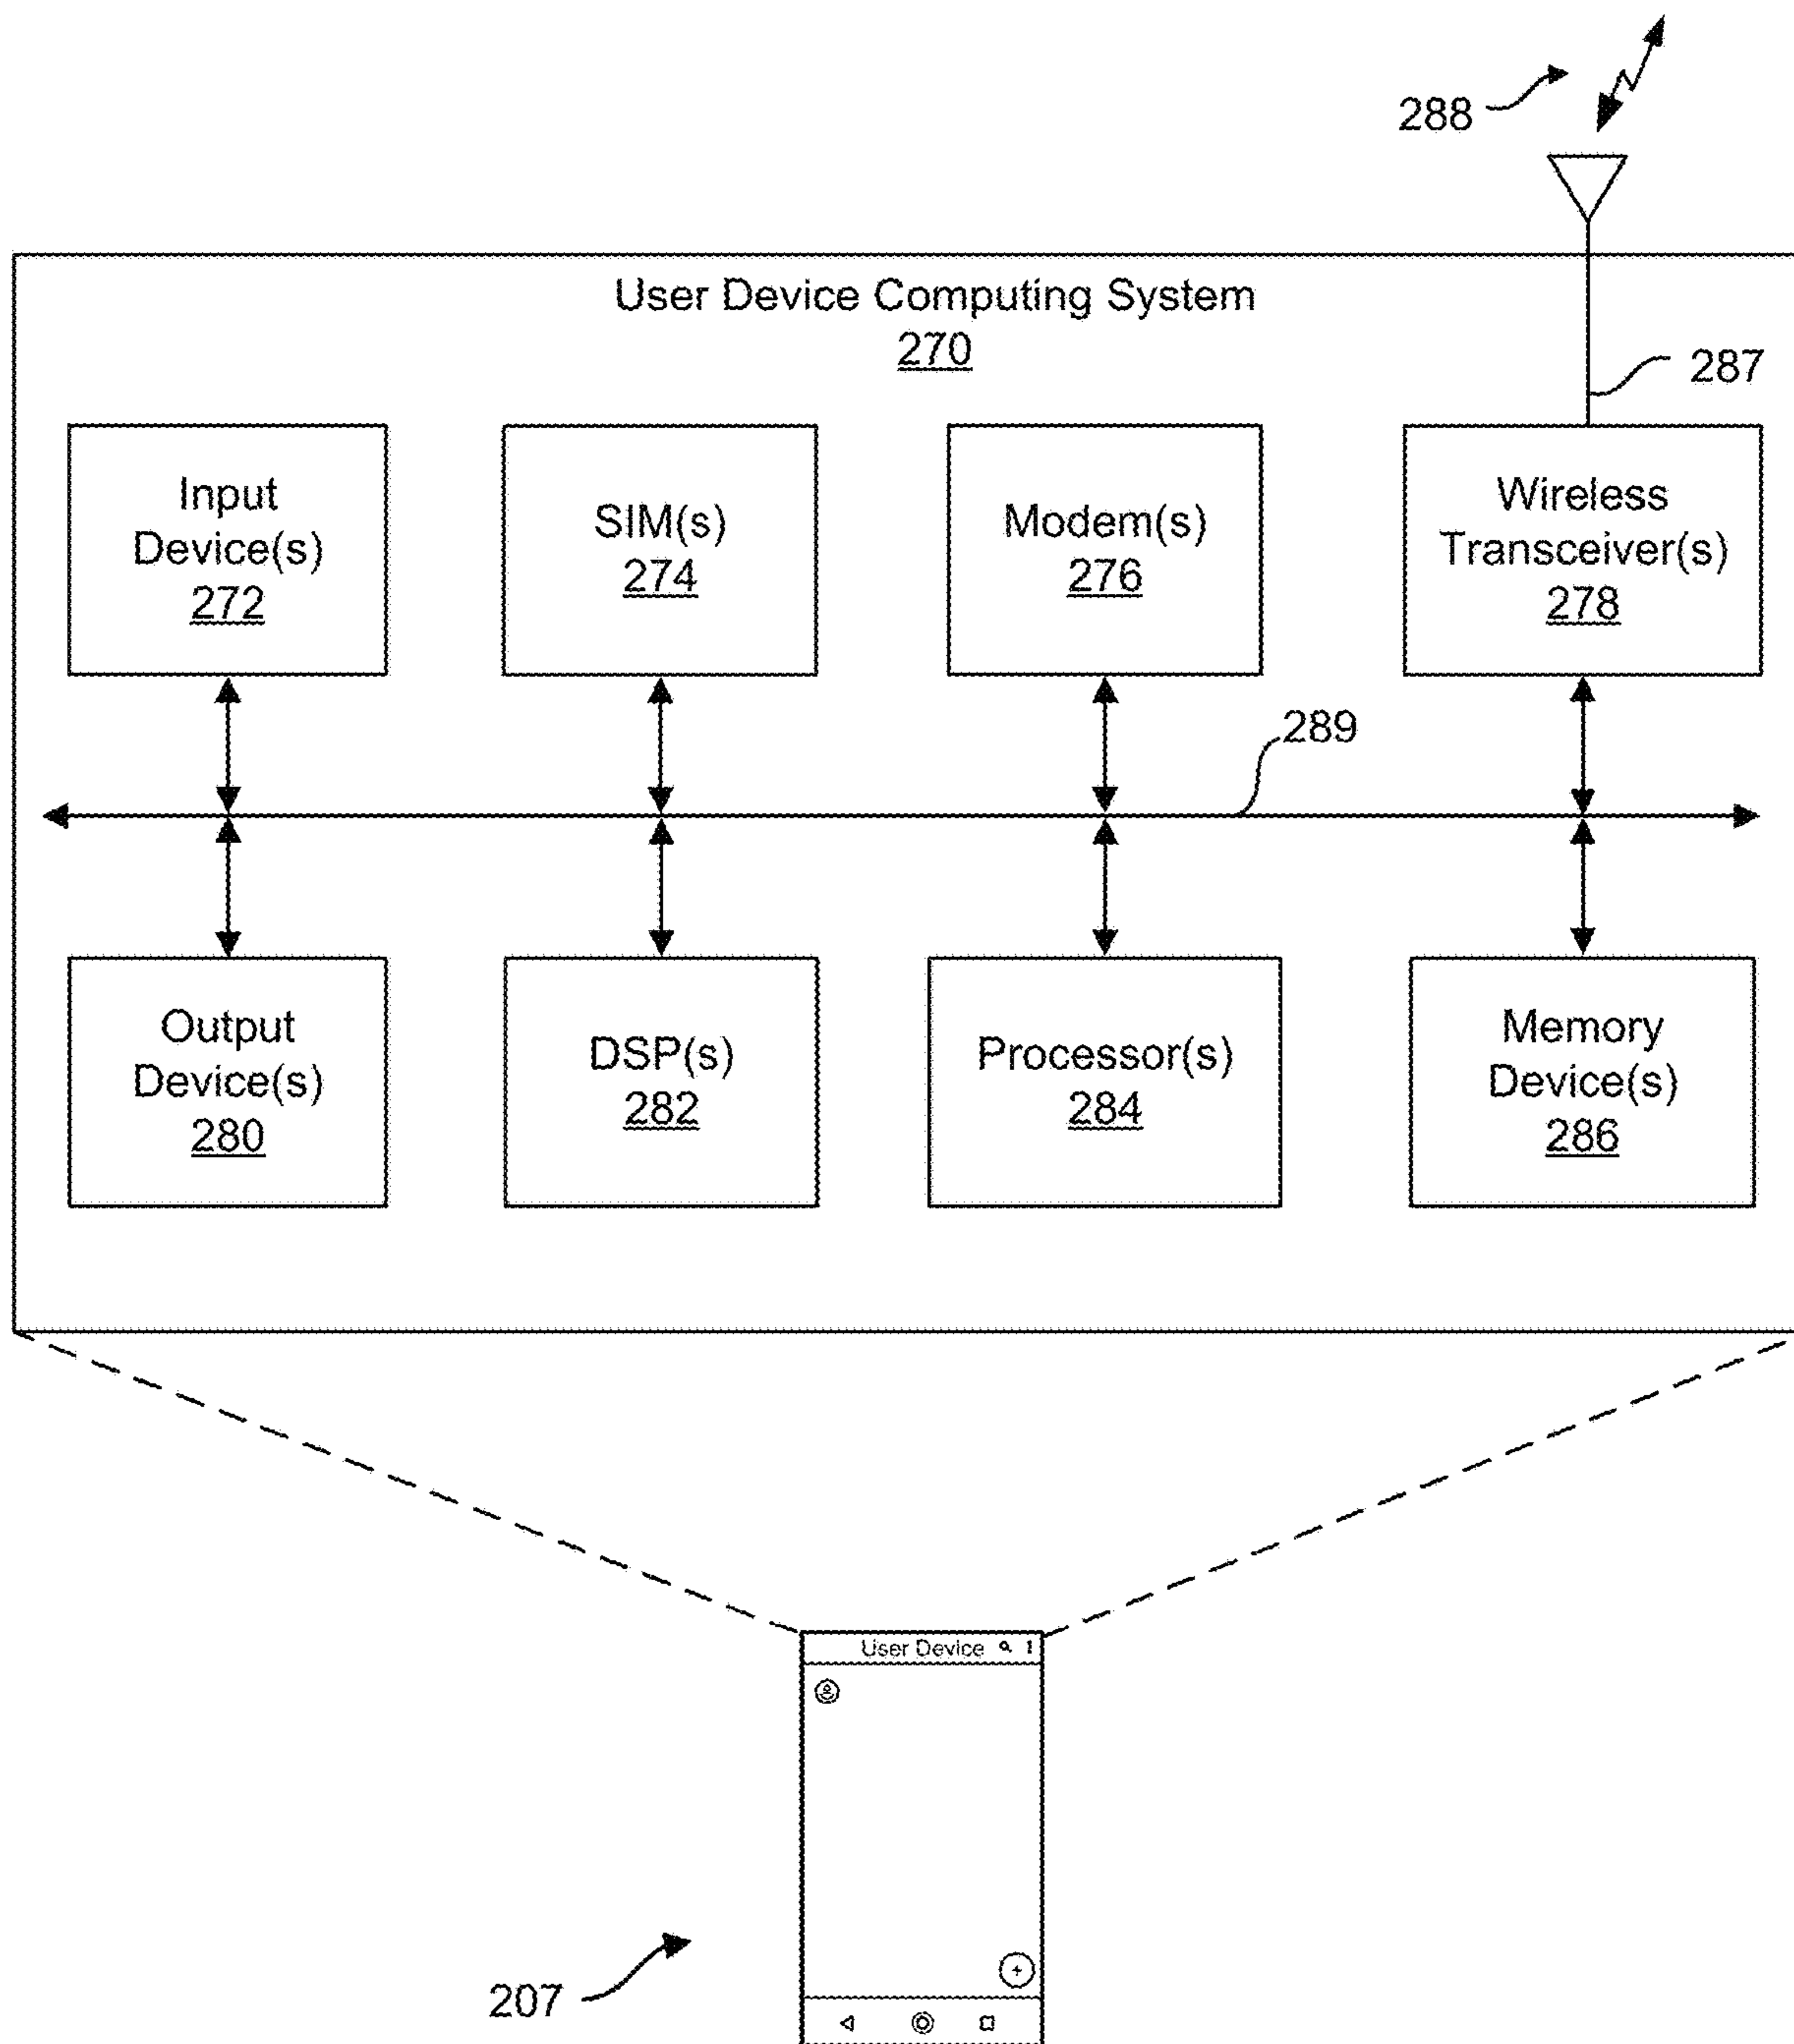 288
User Device Computing System
270
287
Input
Device(s)
272
SIM(s)
274
Modem(s)
276
Wireless
Transceiver(s)
278
289
Output
Device(s)
280
DSP(s)
282
Processor(s)
284
Memory
Device(s)
286
User Device
207